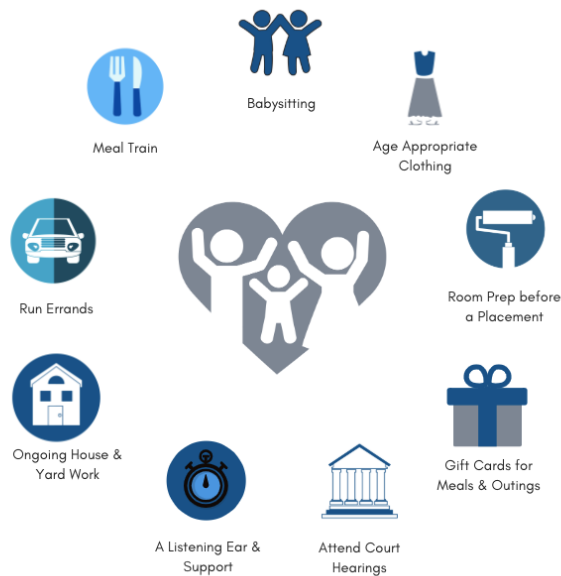 Babysitting
Meal Train
Age Appropriate
Clothing
Run Errands
Room Prep before
a Placement
Ongoing House &
Yard Work
Gift Cards for
Meals & Outings
A Listening Ear &
Support
Attend Court
Hearings